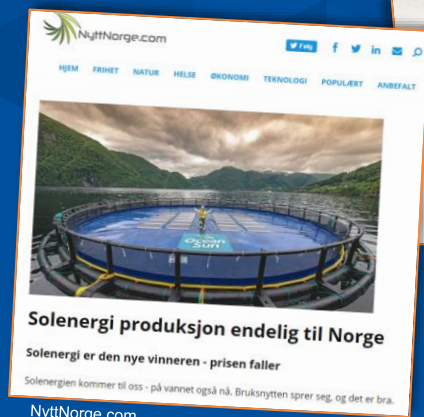 NyttNorge.com
Følg
HJEM FRIHET NATUR HELSE ØKONOMI TEKNOLOGI POPULÆRT ANBEFALT
Ocean
Sun
Solenergi produksjon endelig til Norge
Solenergi er den nye vinneren - prisen faller
Solenergien kommer til oss - på vannet også nå. Bruksnytten sprer seg, og det er bra.
NyttNorge.com